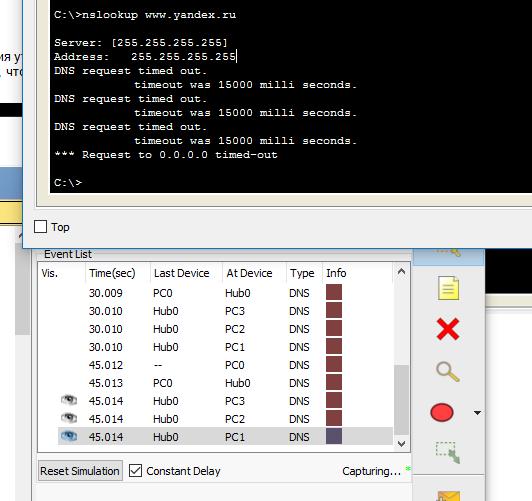 C:\>nslookup www.yandex.ru
Server: [255.255.255.255]
Address: 255.255.255.255
DNS request timed out.
timeout was 15000 milli seconds.
DNS request timed out.
timeout was 15000 milli seconds.
DNS request timed out.
timeout was 15000 milli seconds.
*** Request to 0.0.0.0 timed-out
C:\>
Top
Event List
Vis. Time(sec) Last Device At Device Type Info
30.009 PC0 Hub0 DNS
30.010 Hub0 PC3 DNS
30.010 Hub0 PC2 DNS
30.010 Hub0 PC1 DNS
45.012 -- PC0 DNS
45.013 PC0 Hub0 DNS
45.014 Hub0 PC3 DNS
45.014 Hub0 PC2 DNS
45.014 Hub0 PC1 DNS
Reset Simulation Constant Delay Capturing... *